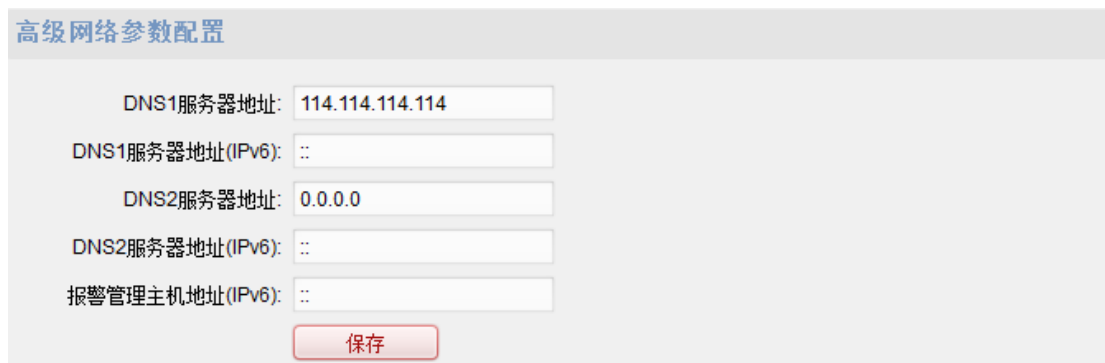 高级网络参数配置
DNS1服务器地址: 114.114.114.114
DNS1服务器地址(IPv6): ::
DNS2服务器地址: 0.0.0.0
DNS2服务器地址(IPv6): ::
报警管理主机地址(IPv6): ::
保存